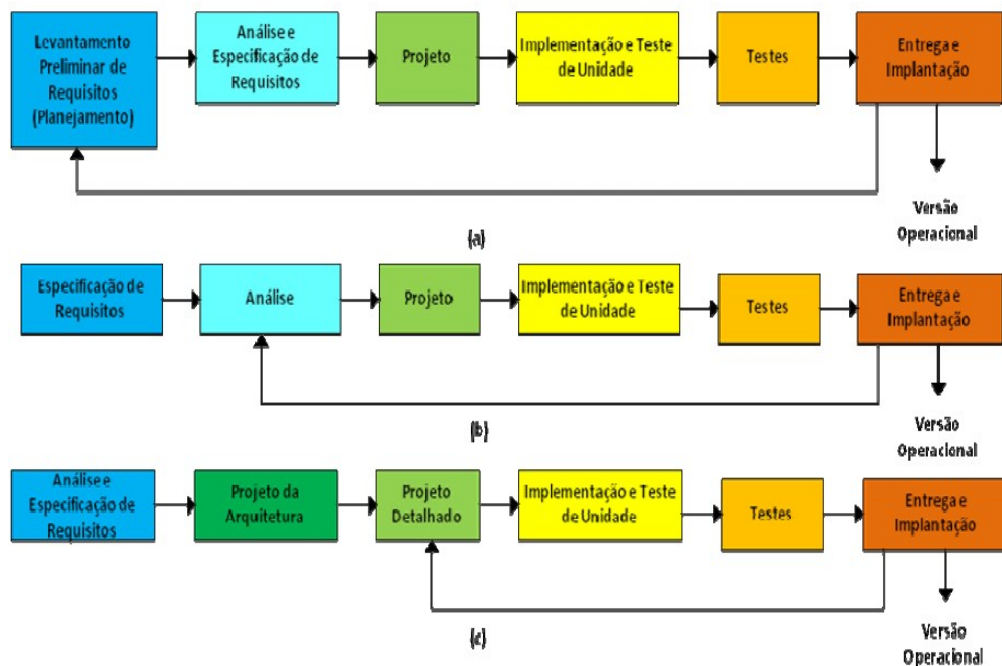 Levantamento
Preliminar de
Requisitos
(Planejamento)
Análise e
Especificação de
Requisitos
Projeto
Implementação e Teste
de Unidade
Testes
Entrega e
Implantação
Versão
Operacional
(a)
Especificação de
Requisitos
Análise
Projeto
Implementação e Teste
de Unidade
Testes
Entrega e
Implantação
Versão
Operacional
(b)
Análise e
Especificação de
Requisitos
Projeto da
Arquitetura
Projeto
Detalhado
Implementação e Teste
de Unidade
Testes
Entrega e
Implantação
Versão
Operacional
(c)